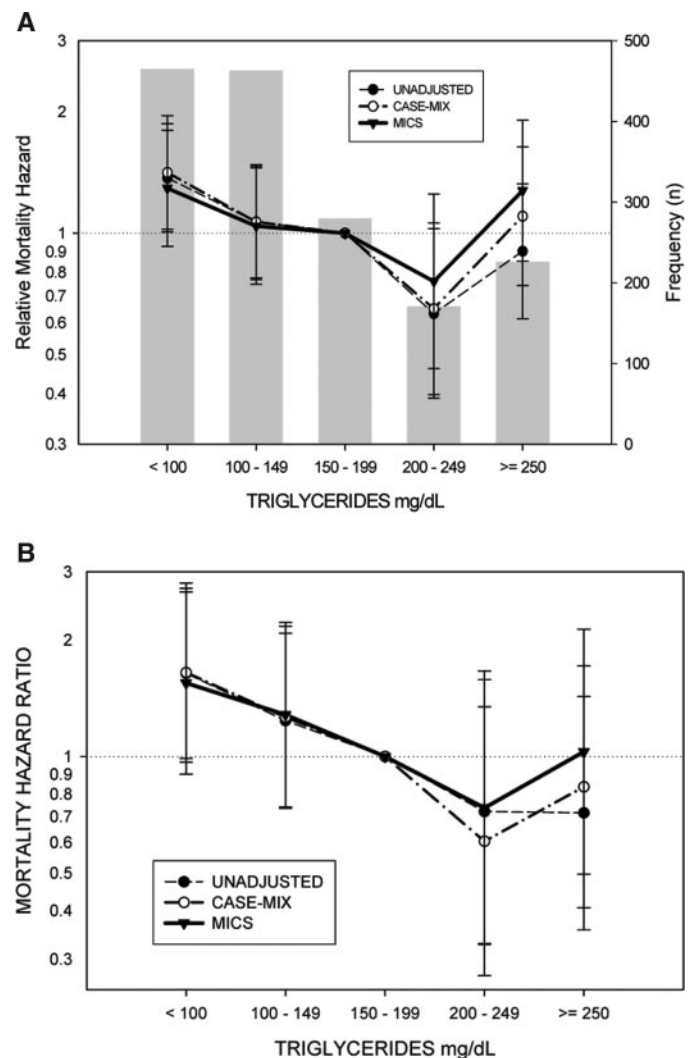 A
3
2
1
0.9
0.8
0.7
0.6
0.5
0.4
0.3
Relative Mortality Hazard
UNADJUSTED
CASE-MIX
MICS
500
400
300
200
100
0
Frequency (n)
< 100
100 - 149
150 - 199
200 - 249
>= 250
TRIGLYCERIDES mg/dL
B
3
2
1
0.9
0.8
0.7
0.6
0.5
0.4
0.3
MORTALITY HAZARD RATIO
UNADJUSTED
CASE-MIX
MICS
< 100
100 - 149
150 - 199
200 - 249
>= 250
TRIGLYCERIDES mg/dL